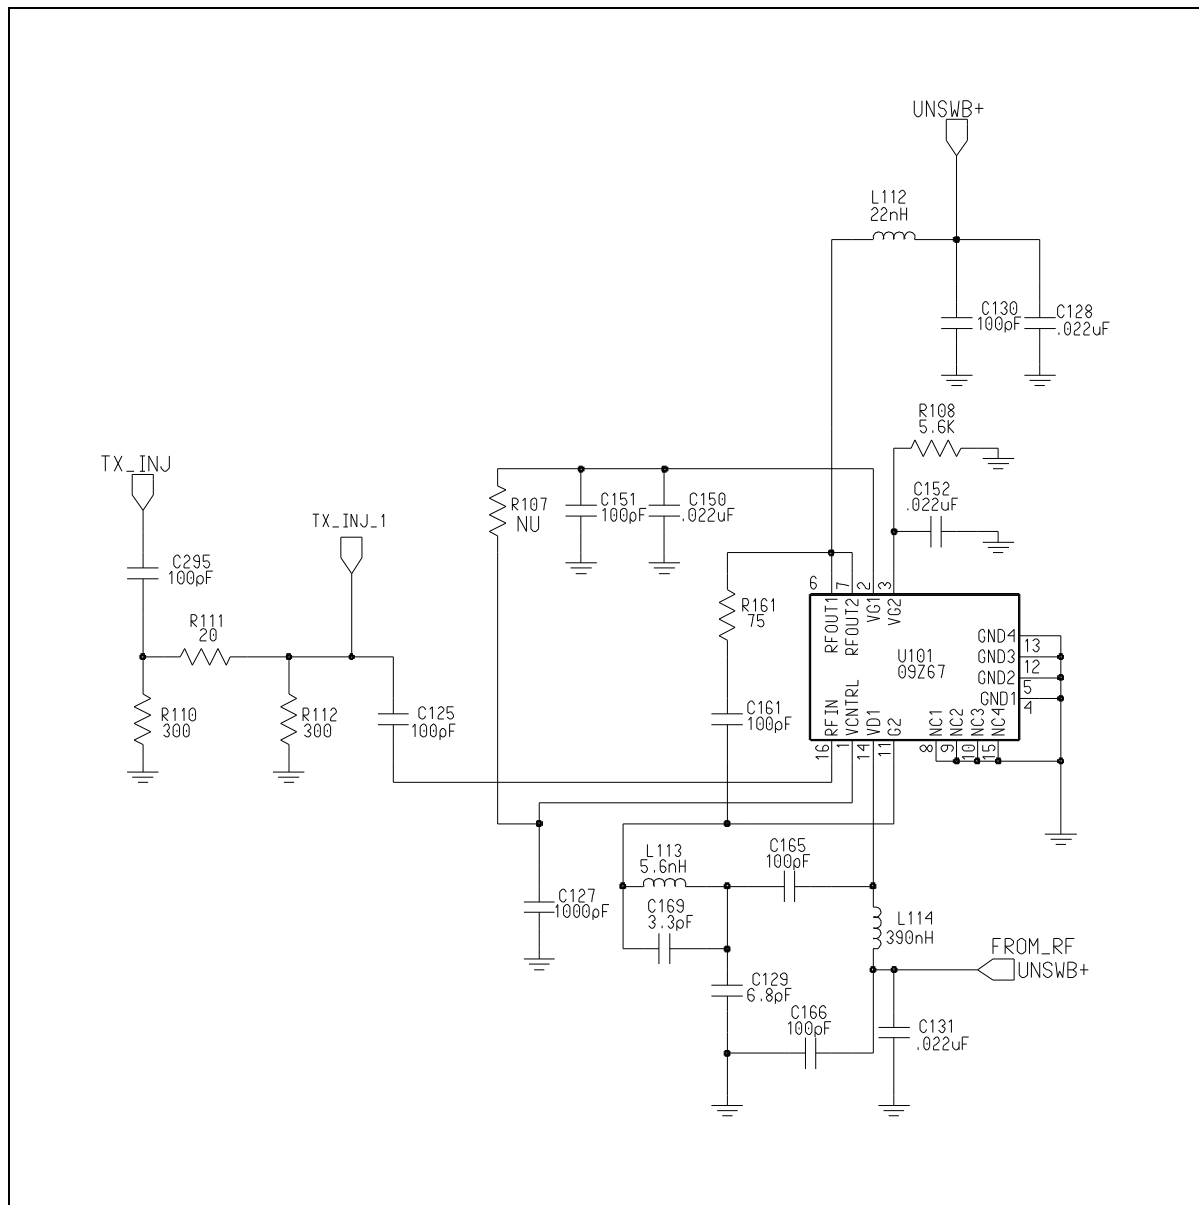 UNSWB+
L112
22nH
C130
100pF
C128
.022uF
R108
5.6K
TX_INJ
C152
.022uF
R107
NU
C151
100pF
C150
.022uF
TX_INJ_1
C295
100pF
6
7
2
3
R161
75
RFOUT1
RFOUT2
VG1
VG2
R111
20
U101
09Z67
GND4
13
GND3
12
GND2
5
GND1
4
R110
300
R112
300
C125
100pF
C161
100pF
RFIN
VCNTRL
VD1
G2
NC1
NC2
NC3
NC4
16
1
14
11
8
9
10
15
L113
5.6nH
C165
100pF
C127
1000pF
C169
3.3pF
L114
390nH
FROM_RF
UNSWB+
C129
6.8pF
C166
100pF
C131
.022uF